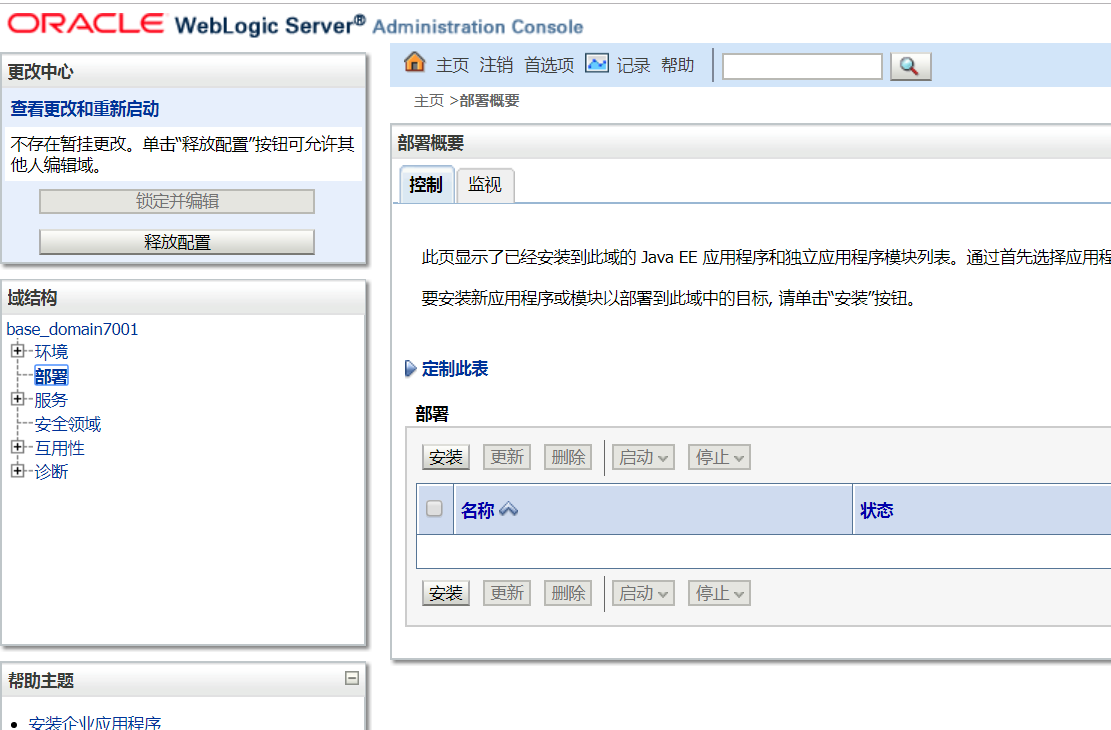 ORACLE WebLogic Server® Administration Console
更改中心
查看更改和重新启动
不存在暂挂更改。单击“释放配置”按钮可允许其
他人编辑域。
锁定并编辑
释放配置
域结构
base_domain7001
环境
部署
服务
安全领域
互用性
诊断
帮助主题
安装企业应用程序
主页 注销 首选项 记录 帮助
主页 >部署概要
部署概要
控制 监视
此页显示了已经安装到此域的 Java EE 应用程序和独立应用程序模块列表。通过首先选择应用程
要安装新应用程序或模块以部署到此域中的目标, 请单击“安装”按钮。
定制此表
部署
安装 更新 删除 启动 停止
名称 状态
安装 更新 删除 启动 停止